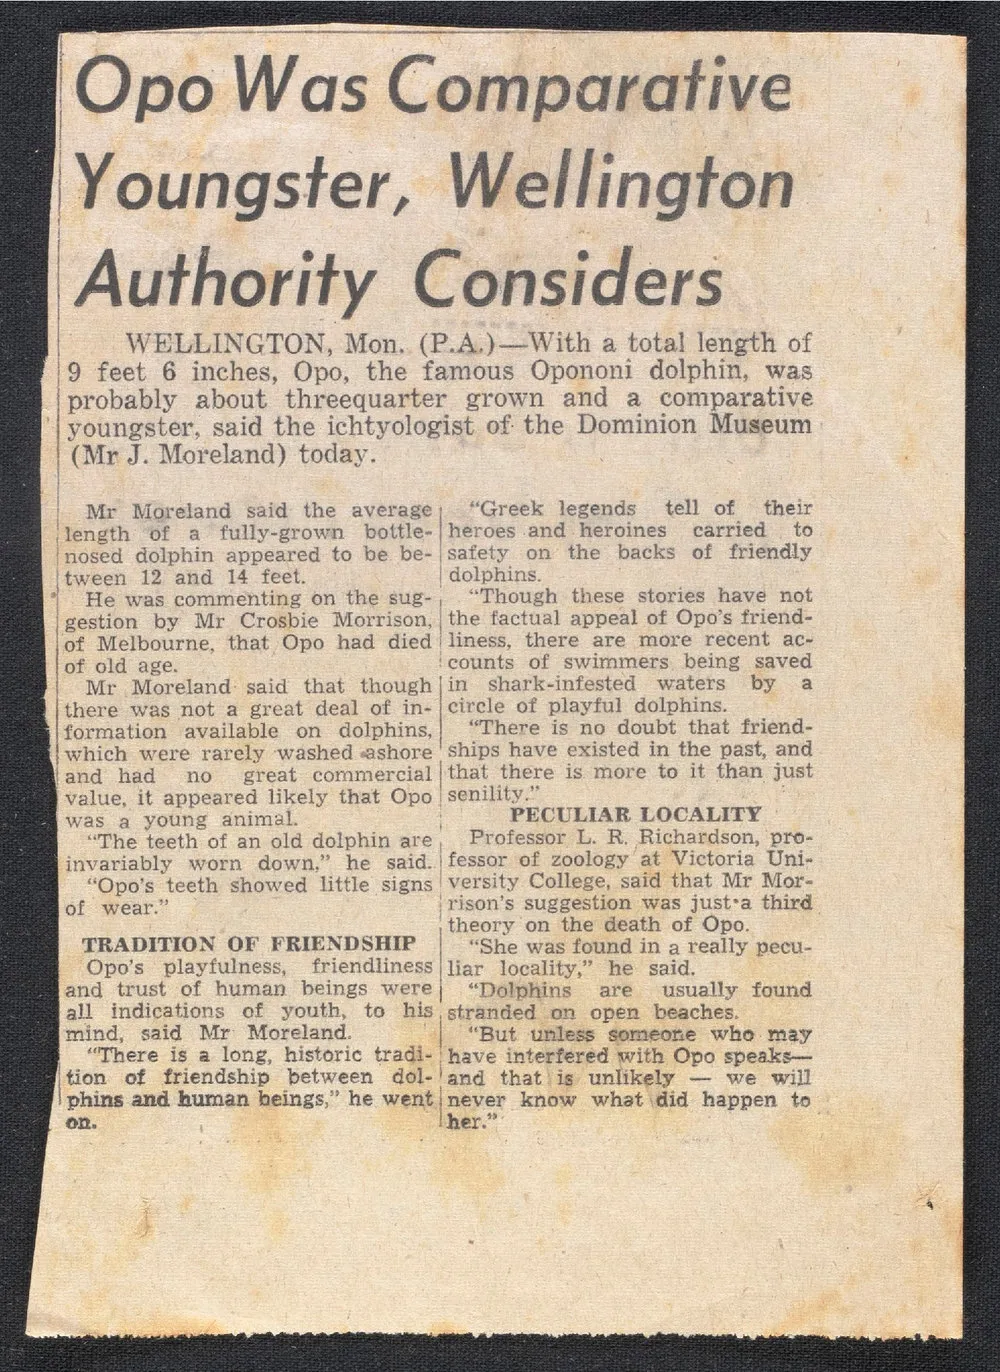 Opo Was Comparative
Youngster, Wellington
Authority Considers
WELLINGTON, Mon. (P.A.)—With a total length of
9 feet 6 inches, Opo, the famous Opononi dolphin, was
probably about threequarter grown and a comparative
youngster, said the ichtyologist of the Dominion Museum
(Mr J. Moreland) today.
Mr Moreland said the average
length of a fully-grown bottle-
nosed dolphin appeared to be be-
tween 12 and 14 feet.
He was commenting on the sug-
gestion by Mr Crosbie Morrison,
of Melbourne, that Opo had died
of old age.
Mr Moreland said that though
there was not a great deal of in-
formation available on dolphins,
which were rarely washed ashore
and had no great commercial
value, it appeared likely that Opo
was a young animal.
“The teeth of an old dolphin are
invariably worn down,” he said.
“Opo’s teeth showed little signs
of wear.”
TRADITION OF FRIENDSHIP
Opo’s playfulness, friendliness
and trust of human beings were
all indications of youth, to his
mind, said Mr Moreland.
“There is a long, historic tradi-
tion of friendship between dol-
phins and human beings,” he went
on.
“Greek legends tell of their
heroes and heroines carried to
safety on the backs of friendly
dolphins.
“Though these stories have not
the factual appeal of Opo’s friend-
liness, there are more recent ac-
counts of swimmers being saved
in shark-infested waters by a
circle of playful dolphins.
“There is no doubt that friend-
ships have existed in the past, and
that there is more to it than just
senility.”
PECULIAR LOCALITY
Professor L. R. Richardson, pro-
fessor of zoology at Victoria Uni-
versity College, said that Mr Mor-
rison’s suggestion was just a third
theory on the death of Opo.
“She was found in a really pecu-
liar locality,” he said.
“Dolphins are usually found
stranded on open beaches.
“But unless someone who may
have interfered with Opo speaks—
and that is unlikely — we will
never know what did happen to
her.”